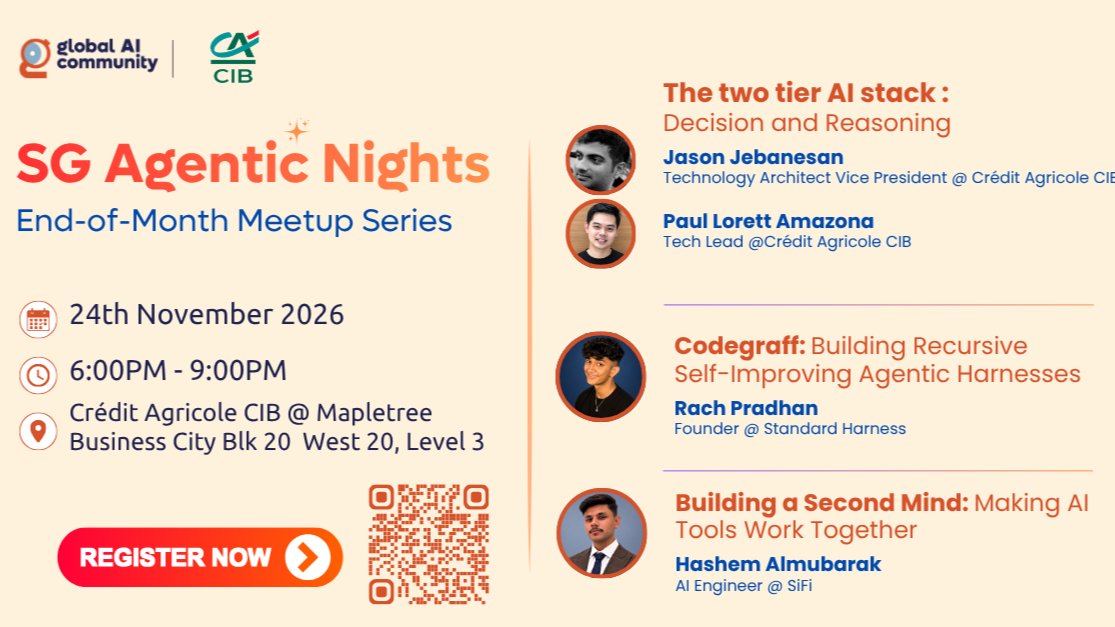 global AI
community
CIB
SG Agentic Nights
End-of-Month Meetup Series
24th November 2026
6:00PM - 9:00PM
Crédit Agricole CIB @ Mapletree
Business City Blk 20 West 20, Level 3
REGISTER NOW
The two tier AI stack :
Decision and Reasoning
Jason Jebanesan
Technology Architect Vice President @ Crédit Agricole CIB
Paul Lorett Amazona
Tech Lead @Crédit Agricole CIB
Codegraff: Building Recursive
Self-Improving Agentic Harnesses
Rach Pradhan
Founder @ Standard Harness
Building a Second Mind: Making AI
Tools Work Together
Hashem Almubarak
AI Engineer @ SiFi